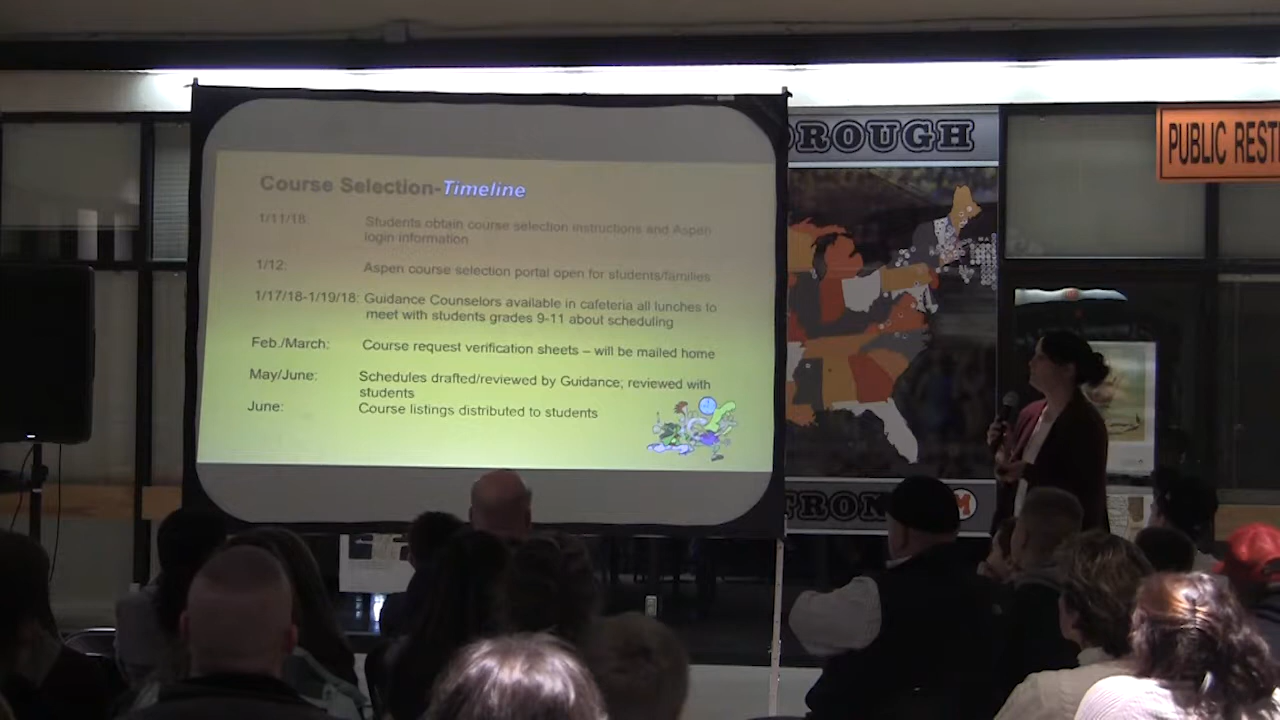 OROUGH
PUBLIC REST
Course Selection-Timeline
1/11/18: Students obtain course selection instructions and Aspen
login information
1/12: Aspen course selection portal open for students/families
1/17/18-1/19/18: Guidance Counselors available in cafeteria all lunches to
meet with students grades 9-11 about scheduling
Feb./March: Course request verification sheets – will be mailed home
May/June: Schedules drafted/reviewed by Guidance; reviewed with
students
June: Course listings distributed to students
TRON
M